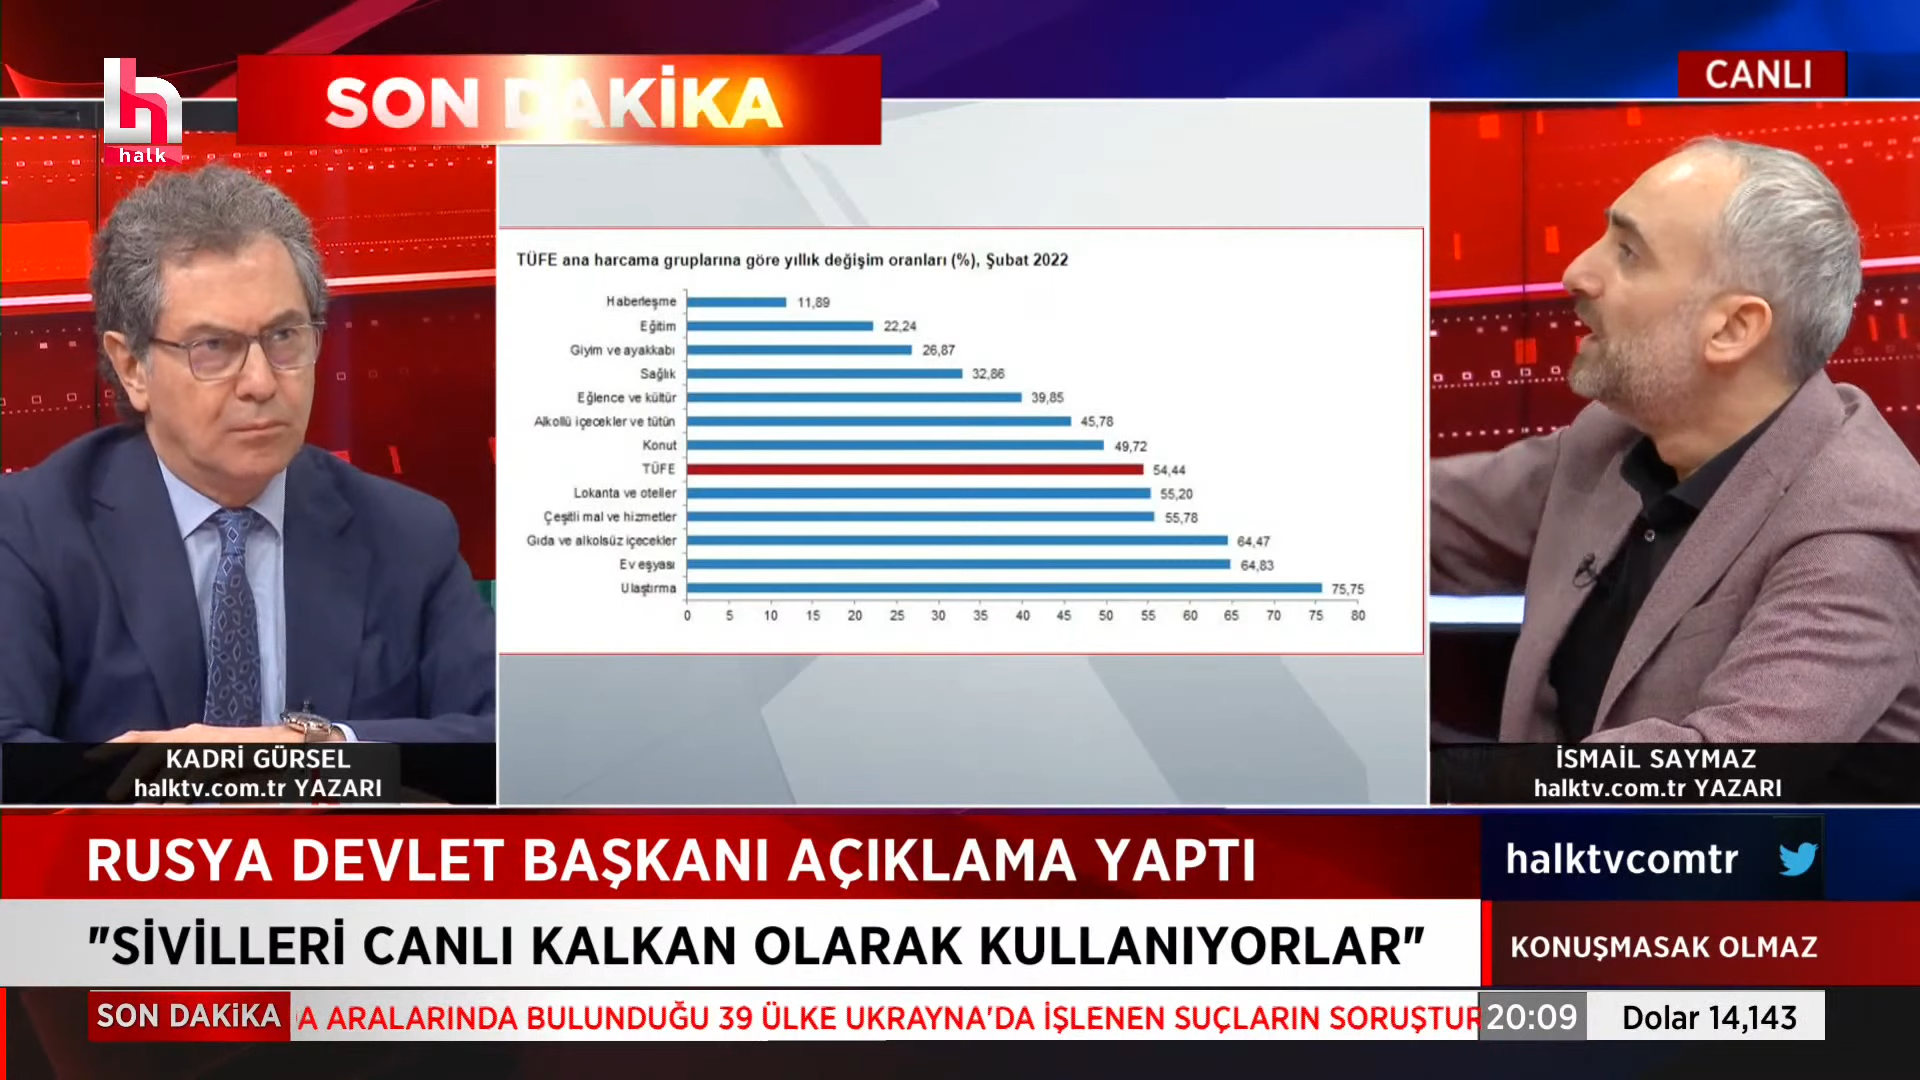 SON DAKİKA
CANLI
halk
TÜFE ana harcama gruplarına göre yıllık değişim oranları (%), Şubat 2022
Haberleşme 11,89
Eğitim 22,24
Giyim ve ayakkabı 26,87
Sağlık 32,86
Eğlence ve kültür 39,85
Alkollü içecekler ve tütün 45,78
Konut 49,72
TÜFE 54,44
Lokanta ve oteller 55,20
Çeşitli mal ve hizmetler 55,78
Gıda ve alkolsüz içecekler 64,47
Ev eşyası 64,83
Ulaştırma 75,75
0 5 10 15 20 25 30 35 40 45 50 55 60 65 70 75 80
KADRİ GÜRSEL
halktv.com.tr YAZARI
İSMAİL SAYMAZ
halktv.com.tr YAZARI
RUSYA DEVLET BAŞKANI AÇIKLAMA YAPTI
halktvcomtr
"SİVİLLERİ CANLI KALKAN OLARAK KULLANIYORLAR"
KONUŞMASAK OLMAZ
SON DAKİKA
DA ARALARINDA BULUNDUĞU 39 ÜLKE UKRAYNA'DA İŞLENEN SUÇLARIN SORUŞTUR
20:09
Dolar 14,143